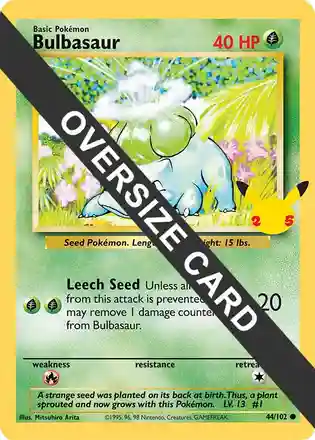 Basic Pokémon
Bulbasaur 40 HP
25
Seed Pokémon. Leng ight: 15 lbs.
Leech Seed Unless al
from this attack is prevented 20
may remove 1 damage counte
from Bulbasaur.
weakness resistance retrea
A strange seed was planted on its back at birth. Thus, a plant
sprouted and now grows with this Pokémon. LV. 13 #1
Illus. Mitsuhiro Arita ©1995, 96, 98 Nintendo, Creatures, GAMEFREAK. 44/102
OVERSIZE CARD